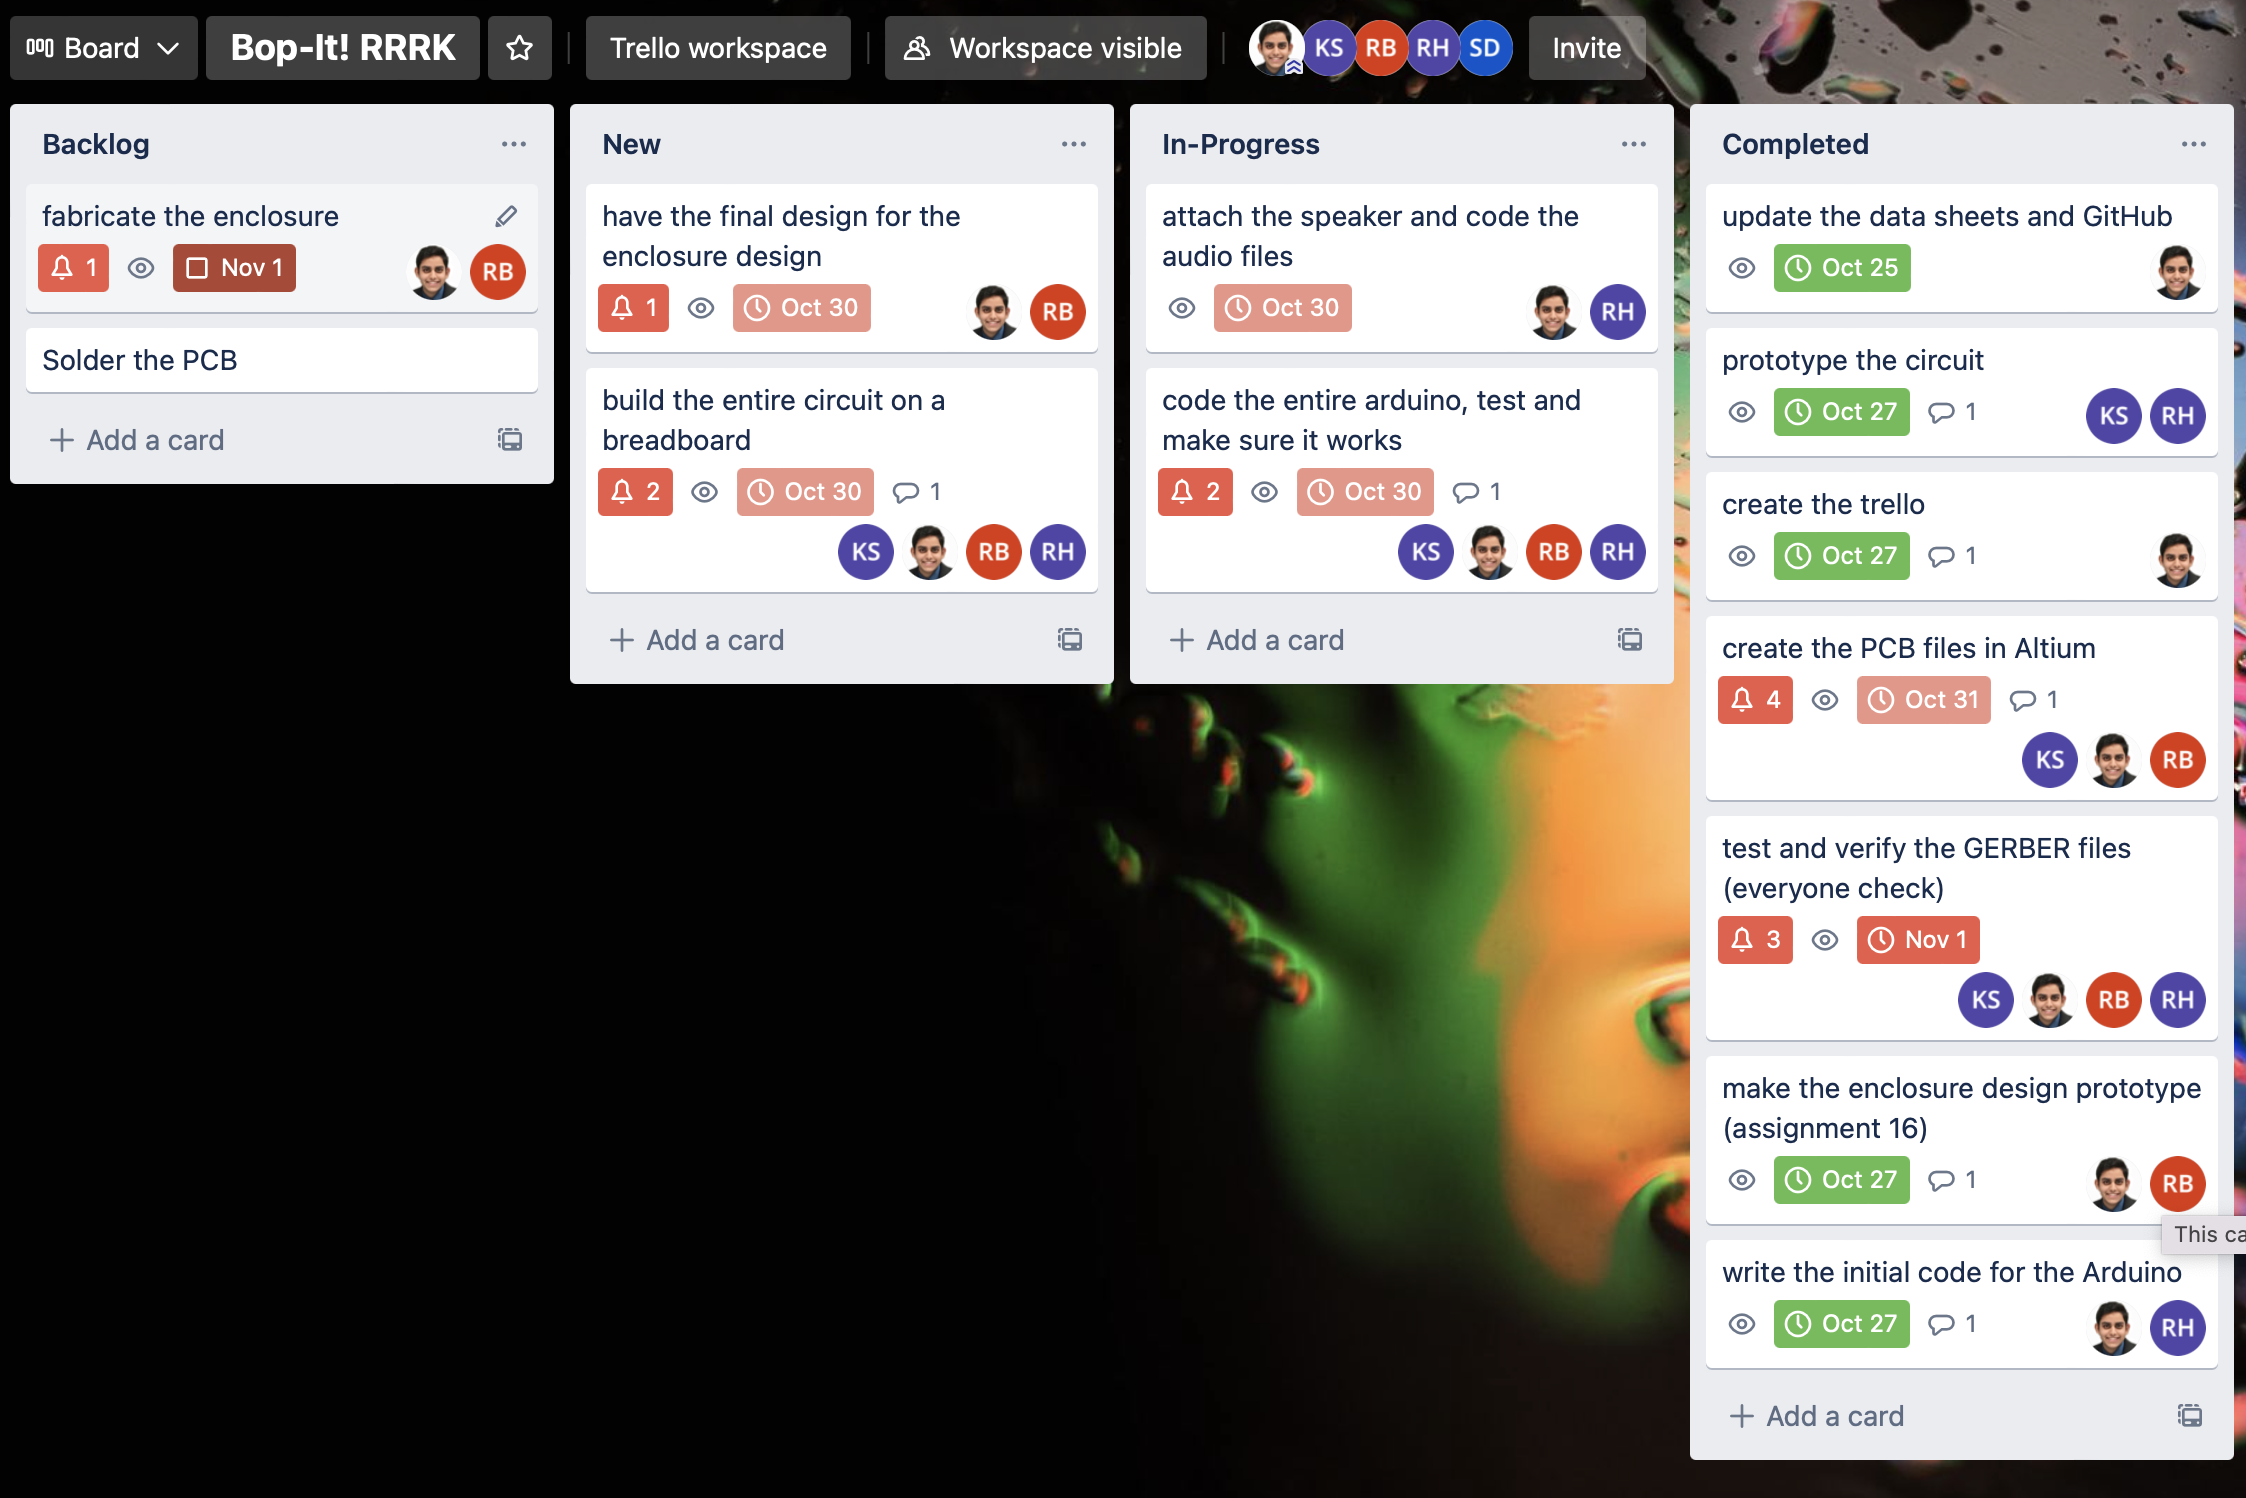 Board
Bop-It! RRRK
Trello workspace
Workspace visible
KS RB RH SD
Invite
Backlog
fabricate the enclosure
1 Nov 1
RB
Solder the PCB
Add a card
New
have the final design for the
enclosure design
1 Oct 30
RB
build the entire circuit on a
breadboard
2 Oct 30 1
KS RB RH
Add a card
In-Progress
attach the speaker and code the
audio files
Oct 30
RH
code the entire arduino, test and
make sure it works
2 Oct 30 1
KS RB RH
Add a card
Completed
update the data sheets and GitHub
Oct 25
prototype the circuit
Oct 27 1
KS RH
create the trello
Oct 27 1
create the PCB files in Altium
4 Oct 31 1
KS RB
test and verify the GERBER files
(everyone check)
3 Nov 1
KS RB RH
make the enclosure design prototype
(assignment 16)
Oct 27 1
RB
This ca
write the initial code for the Arduino
Oct 27 1
RH
Add a card